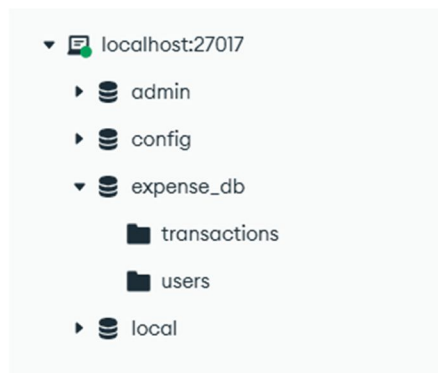 localhost:27017
admin
config
expense_db
transactions
users
local